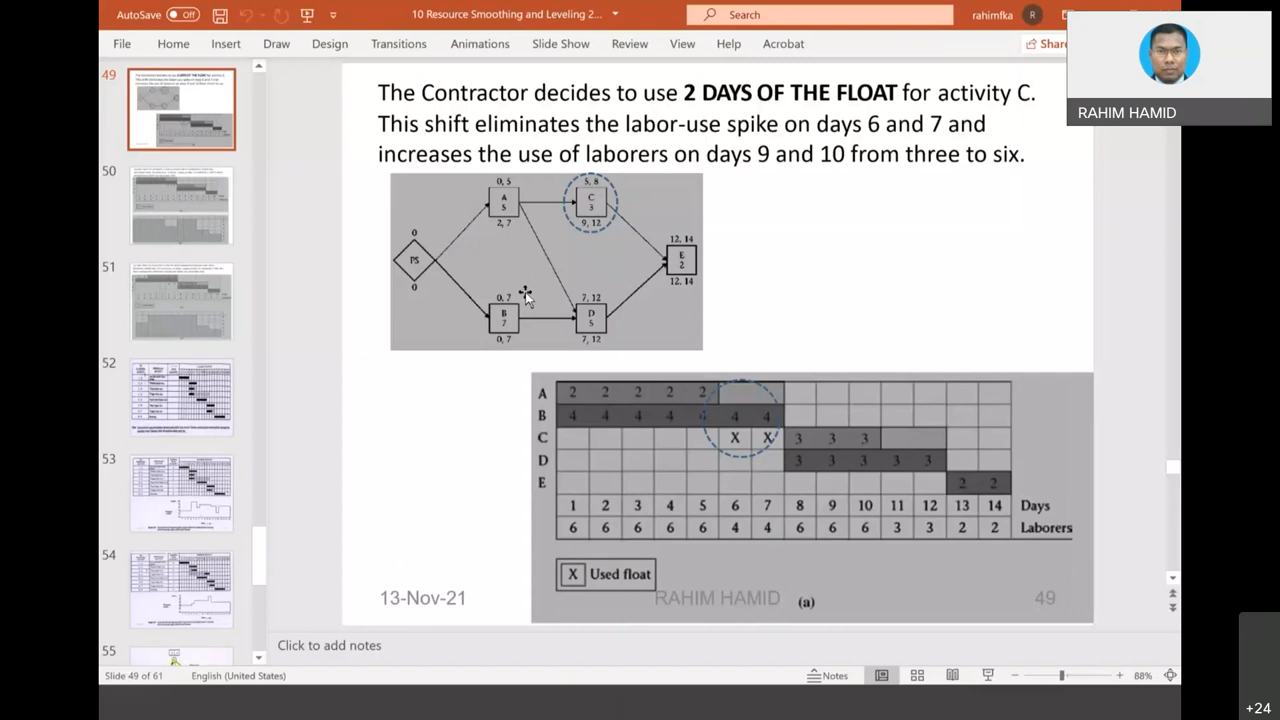 AutoSave Off
10 Resource Smoothing and Leveling 2...
Search
rahimfka R
File Home Insert Draw Design Transitions Animations Slide Show Review View Help Acrobat
Share
RAHIM HAMID
49
50
51
52
53
54
55
The Contractor decides to use 2 DAYS OF THE FLOAT for activity C.
This shift eliminates the labor-use spike on days 6 and 7 and
increases the use of laborers on days 9 and 10 from three to six.
0, 5
5, 8
A
5
C
3
2, 7
9, 12
0
PS
0
12, 14
E
2
12, 14
0, 7
7, 12
B
7
D
5
0, 7
7, 12
A 2 2 2 2
B 4 4 4 4 4 4
C X X 3 3 3
D 3 3 3 3 3
E 2 2
1 2 3 4 5 6 7 8 9 10 11 12 13 14 Days
6 6 6 6 6 4 4 6 6 6 3 3 2 2 Laborers
X Used float
13-Nov-21
RAHIM HAMID
(a)
49
Click to add notes
Slide 49 of 61
English (United States)
Notes
88%
+24